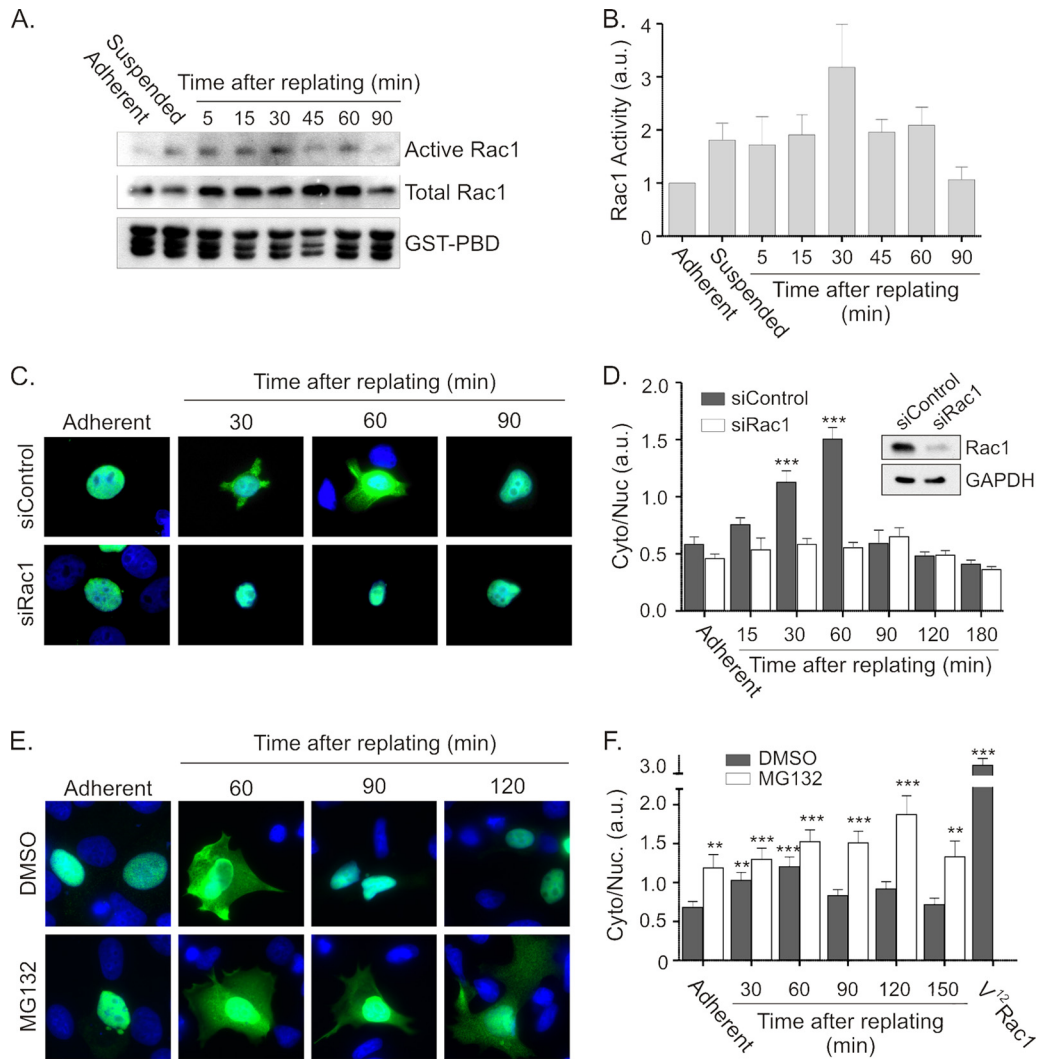 A.
Suspended
Adherent
Time after replating (min)
5 15 30 45 60 90
Active Rac1
Total Rac1
GST-PBD
B.
Rac1 Activity (a.u.)
4
3
2
1
0
Adherent
Suspended
5 15 30 45 60 90
Time after replating
(min)
C.
Time after replating (min)
Adherent 30 60 90
siControl
siRac1
D.
Cyto/Nuc (a.u.)
2.0
1.5
1.0
0.5
0.0
siControl
siRac1
***
***
siControl
siRac1
Rac1
GAPDH
Adherent
15 30 60 90 120 180
Time after replating (min)
E.
Time after replating (min)
Adherent 60 90 120
DMSO
MG132
F.
Cyto/Nuc. (a.u.)
3.0
2.0
1.5
1.0
0.5
0.0
DMSO
MG132
** ** *** *** *** *** *** ** ***
Adherent
30 60 90 120 150
V¹²Rac1
Time after replating
(min)